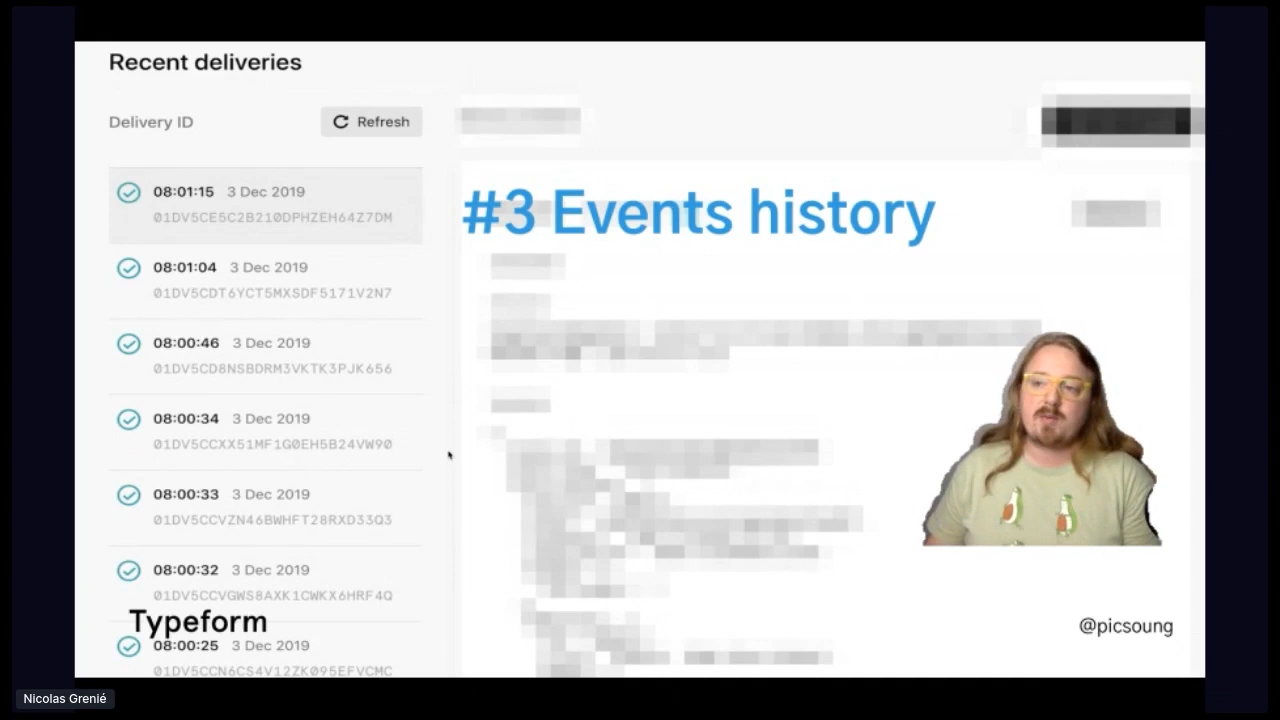 Recent deliveries
Delivery ID
Refresh
#3 Events history
08:01:15 3 Dec 2019
01DV5CE5C2B210DPHZEH64Z7DM
08:01:04 3 Dec 2019
01DV5CDT6YCT5MXSDF5171V2N7
08:00:46 3 Dec 2019
01DV5CD8NSBDRM3VKTK3PJK656
08:00:34 3 Dec 2019
01DV5CCXX51MF1G0EH5B24VW90
08:00:33 3 Dec 2019
01DV5CCVZN46BWHFT28RXD33Q3
08:00:32 3 Dec 2019
01DV5CCVGWS8AXK1CWKX6HRF4Q
Typeform
@picsoung
08:00:25 3 Dec 2019
01DV5CCN6CS4V12ZK095EFVCMC
Nicolas Grenié